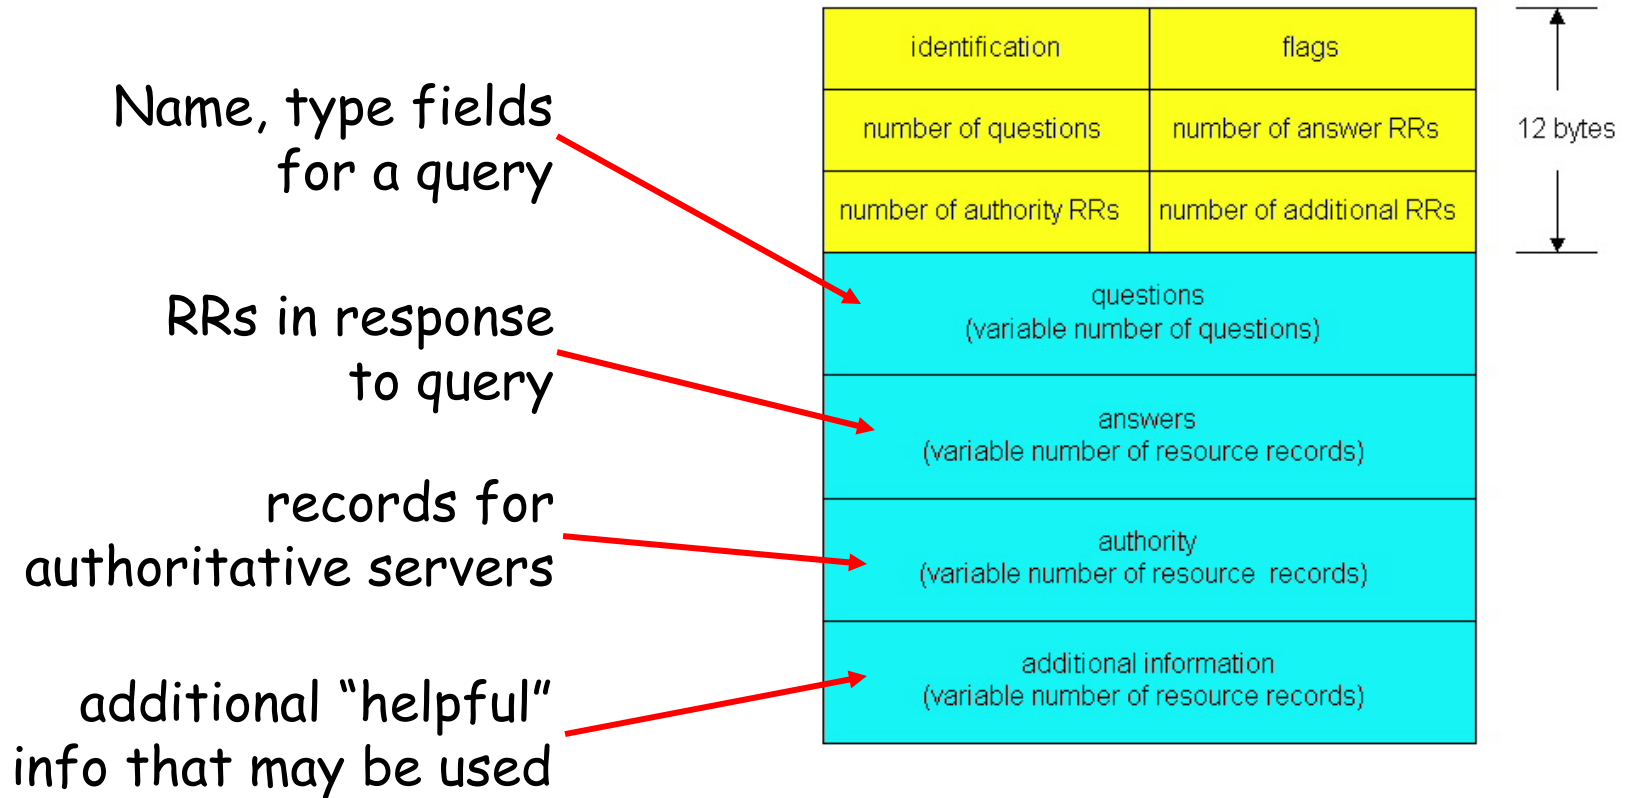 Name, type fields
for a query
RRs in response
to query
records for
authoritative servers
additional “helpful”
info that may be used
identification
flags
number of questions
number of answer RRs
number of authority RRs
number of additional RRs
12 bytes
questions
(variable number of questions)
answers
(variable number of resource records)
authority
(variable number of resource records)
additional information
(variable number of resource records)